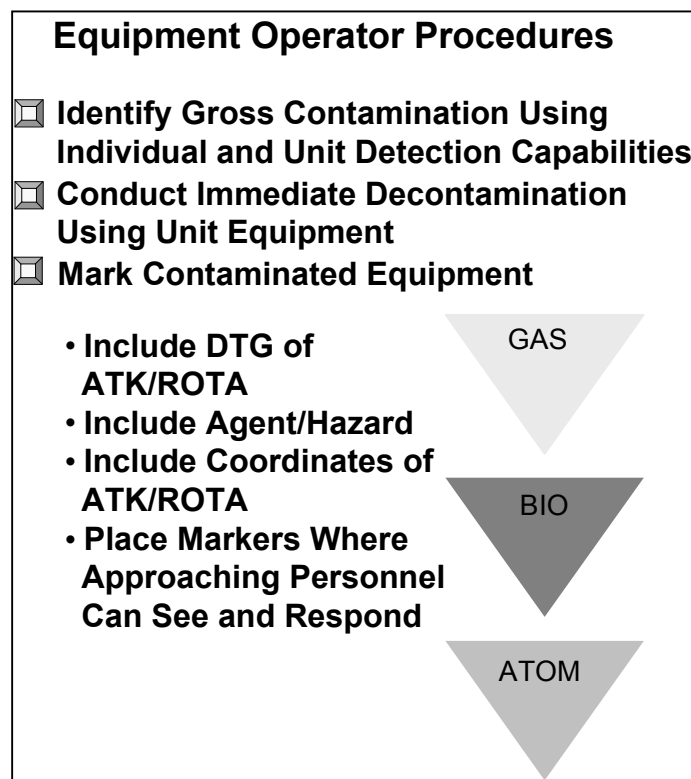 Equipment Operator Procedures
Identify Gross Contamination Using
Individual and Unit Detection Capabilities
Conduct Immediate Decontamination
Using Unit Equipment
Mark Contaminated Equipment
• Include DTG of
ATK/ROTA
• Include Agent/Hazard
• Include Coordinates of
ATK/ROTA
• Place Markers Where
Approaching Personnel
Can See and Respond
GAS
BIO
ATOM